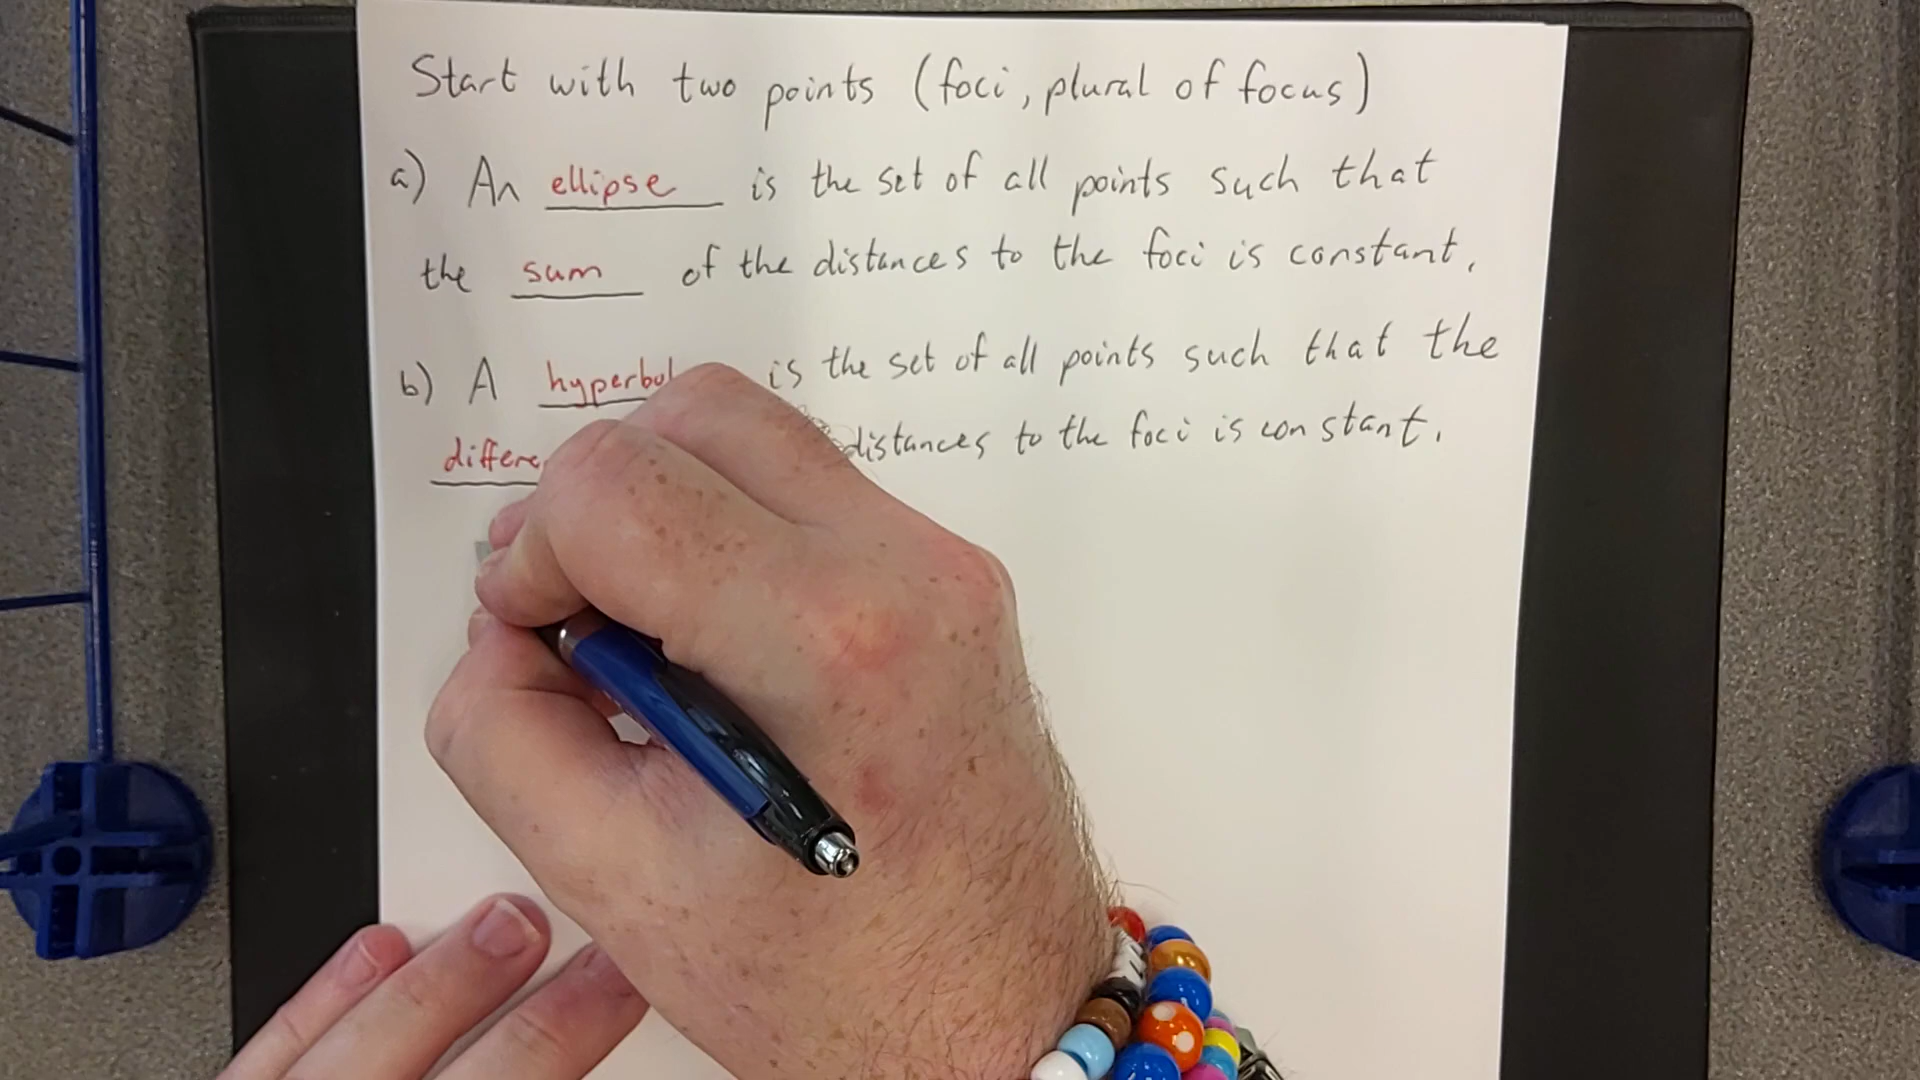 Start with two points (foci, plural of focus)
a) An ellipse is the set of all points such that
the sum of the distances to the foci is constant.
b) A is the set of all points such that the
distances to the foci is constant.